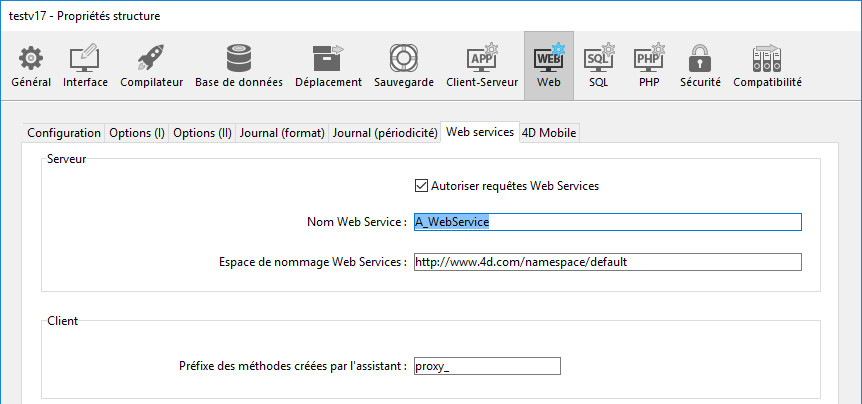 testv17 - Propriétés structure
APP WEB SQL PHP
Général Interface Compilateur Base de données Déplacement Sauvegarde Client-Serveur Web SQL PHP Sécurité Compatibilité
Configuration Options (I) Options (II) Journal (format) Journal (périodicité) Web services 4D Mobile
Serveur
Autoriser requêtes Web Services
Nom Web Service : A_WebService
Espace de nommage Web Services : http://www.4d.com/namespace/default
Client
Préfixe des méthodes créées par l'assistant : proxy_